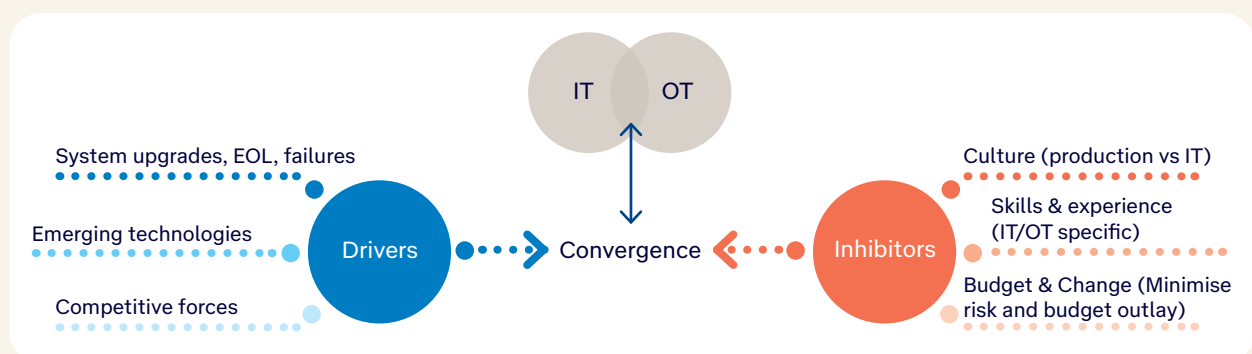 IT
OT
System upgrades, EOL, failures
Emerging technologies
Competitive forces
Drivers
Convergence
Inhibitors
Culture (production vs IT)
Skills & experience
(IT/OT specific)
Budget & Change (Minimise
risk and budget outlay)